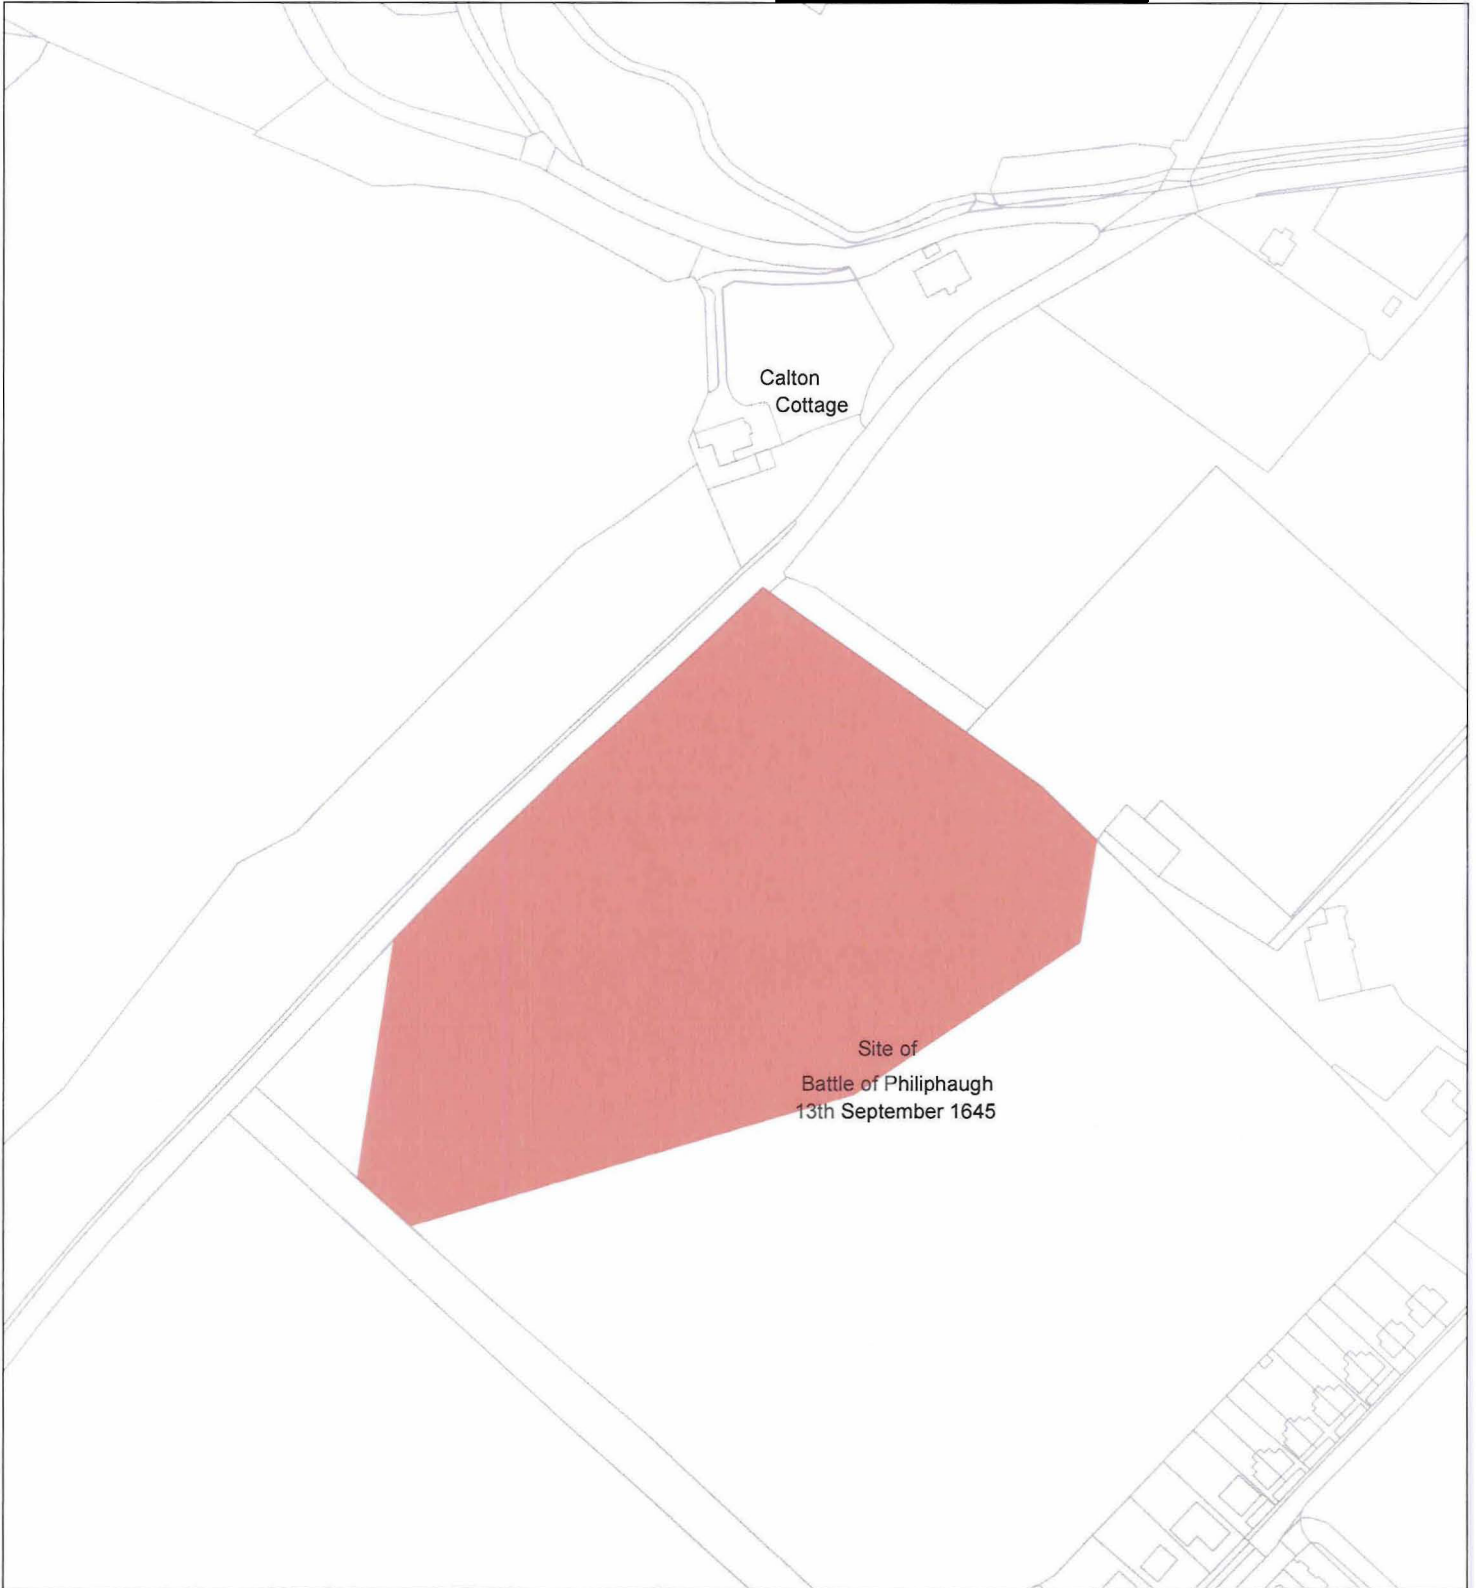 Calton
Cottage
Site of
Battle of Philiphaugh
13th September 1645